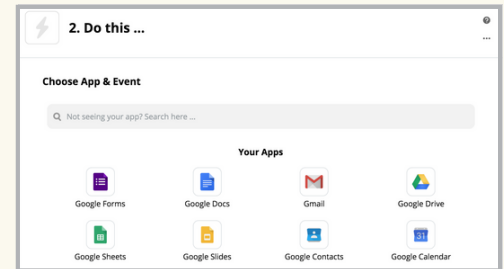 2. Do this ...
Choose App & Event
Not seeing your app? Search here ...
Your Apps
Google Forms
Google Docs
Gmail
Google Drive
Google Sheets
Google Slides
Google Contacts
31
Google Calendar